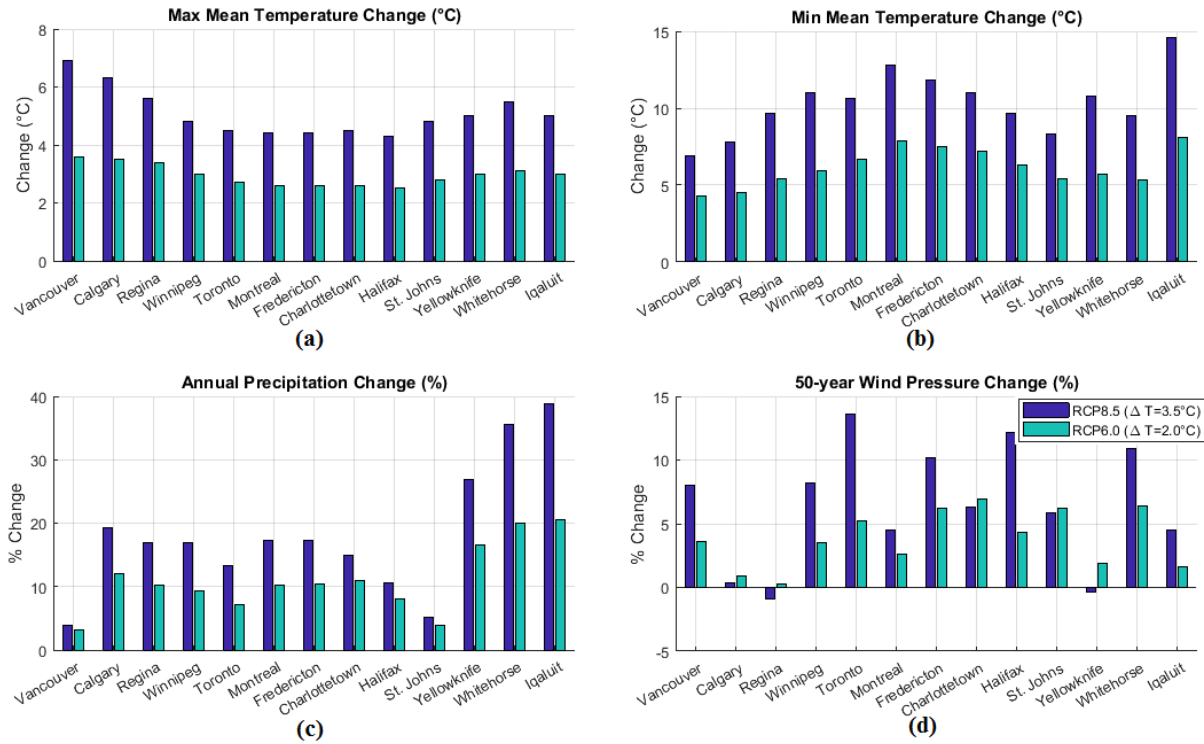 Max Mean Temperature Change (°C)
Change (°C)
8
6
4
2
0
Vancouver
Calgary
Regina
Winnipeg
Toronto
Montreal
Fredericton
Charlottetown
Halifax
St. Johns
Yellowknife
Whitehorse
Iqaluit
(a)
Min Mean Temperature Change (°C)
Change (°C)
15
10
5
0
Vancouver
Calgary
Regina
Winnipeg
Toronto
Montreal
Fredericton
Charlottetown
Halifax
St. Johns
Yellowknife
Whitehorse
Iqaluit
(b)
Annual Precipitation Change (%)
% Change
40
30
20
10
0
Vancouver
Calgary
Regina
Winnipeg
Toronto
Montreal
Fredericton
Charlottetown
Halifax
St. Johns
Yellowknife
Whitehorse
Iqaluit
(c)
50-year Wind Pressure Change (%)
% Change
15
10
5
0
-5
RCP8.5 (Δ T=3.5°C)
RCP6.0 (Δ T=2.0°C)
Vancouver
Calgary
Regina
Winnipeg
Toronto
Montreal
Fredericton
Charlottetown
Halifax
St. Johns
Yellowknife
Whitehorse
Iqaluit
(d)